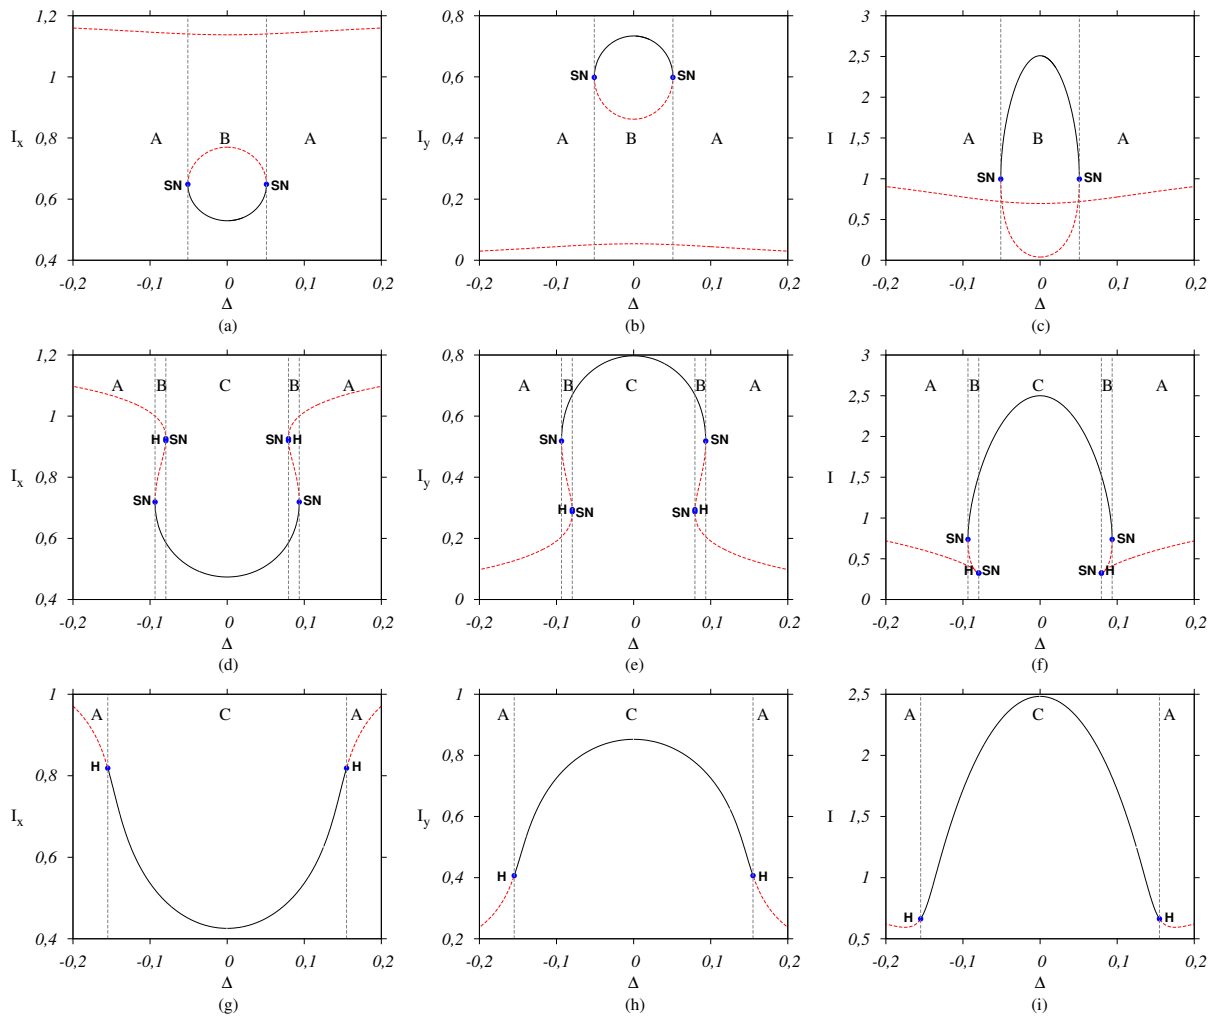 1,2
1
I_x 0,8
0,6
0,4
A B A
SN SN
-0,2 -0,1 0 0,1 0,2
Δ
(a)
0,8
0,6
I_y 0,4
0,2
0
SN SN
A B A
-0,2 -0,1 0 0,1 0,2
Δ
(b)
3
2,5
2
I 1,5
1
0,5
0
A B A
SN SN
-0,2 -0,1 0 0,1 0,2
Δ
(c)
1,2
1
I_x 0,8
0,6
0,4
A B C B A
H SN SN H
SN SN
-0,2 -0,1 0 0,1 0,2
Δ
(d)
0,8
0,6
I_y 0,4
0,2
0
A B C B A
SN SN
H SN SN H
-0,2 -0,1 0 0,1 0,2
Δ
(e)
3
2,5
2
I 1,5
1
0,5
0
A B C B A
SN SN
H SN SN H
-0,2 -0,1 0 0,1 0,2
Δ
(f)
1
0,8
I_x
0,6
0,4
A C A
H H
-0,2 -0,1 0 0,1 0,2
Δ
(g)
1
0,8
I_y 0,6
0,4
0,2
A C A
H H
-0,2 -0,1 0 0,1 0,2
Δ
(h)
2,5
2
I 1,5
1
0,5
A C A
H H
-0,2 -0,1 0 0,1 0,2
Δ
(i)